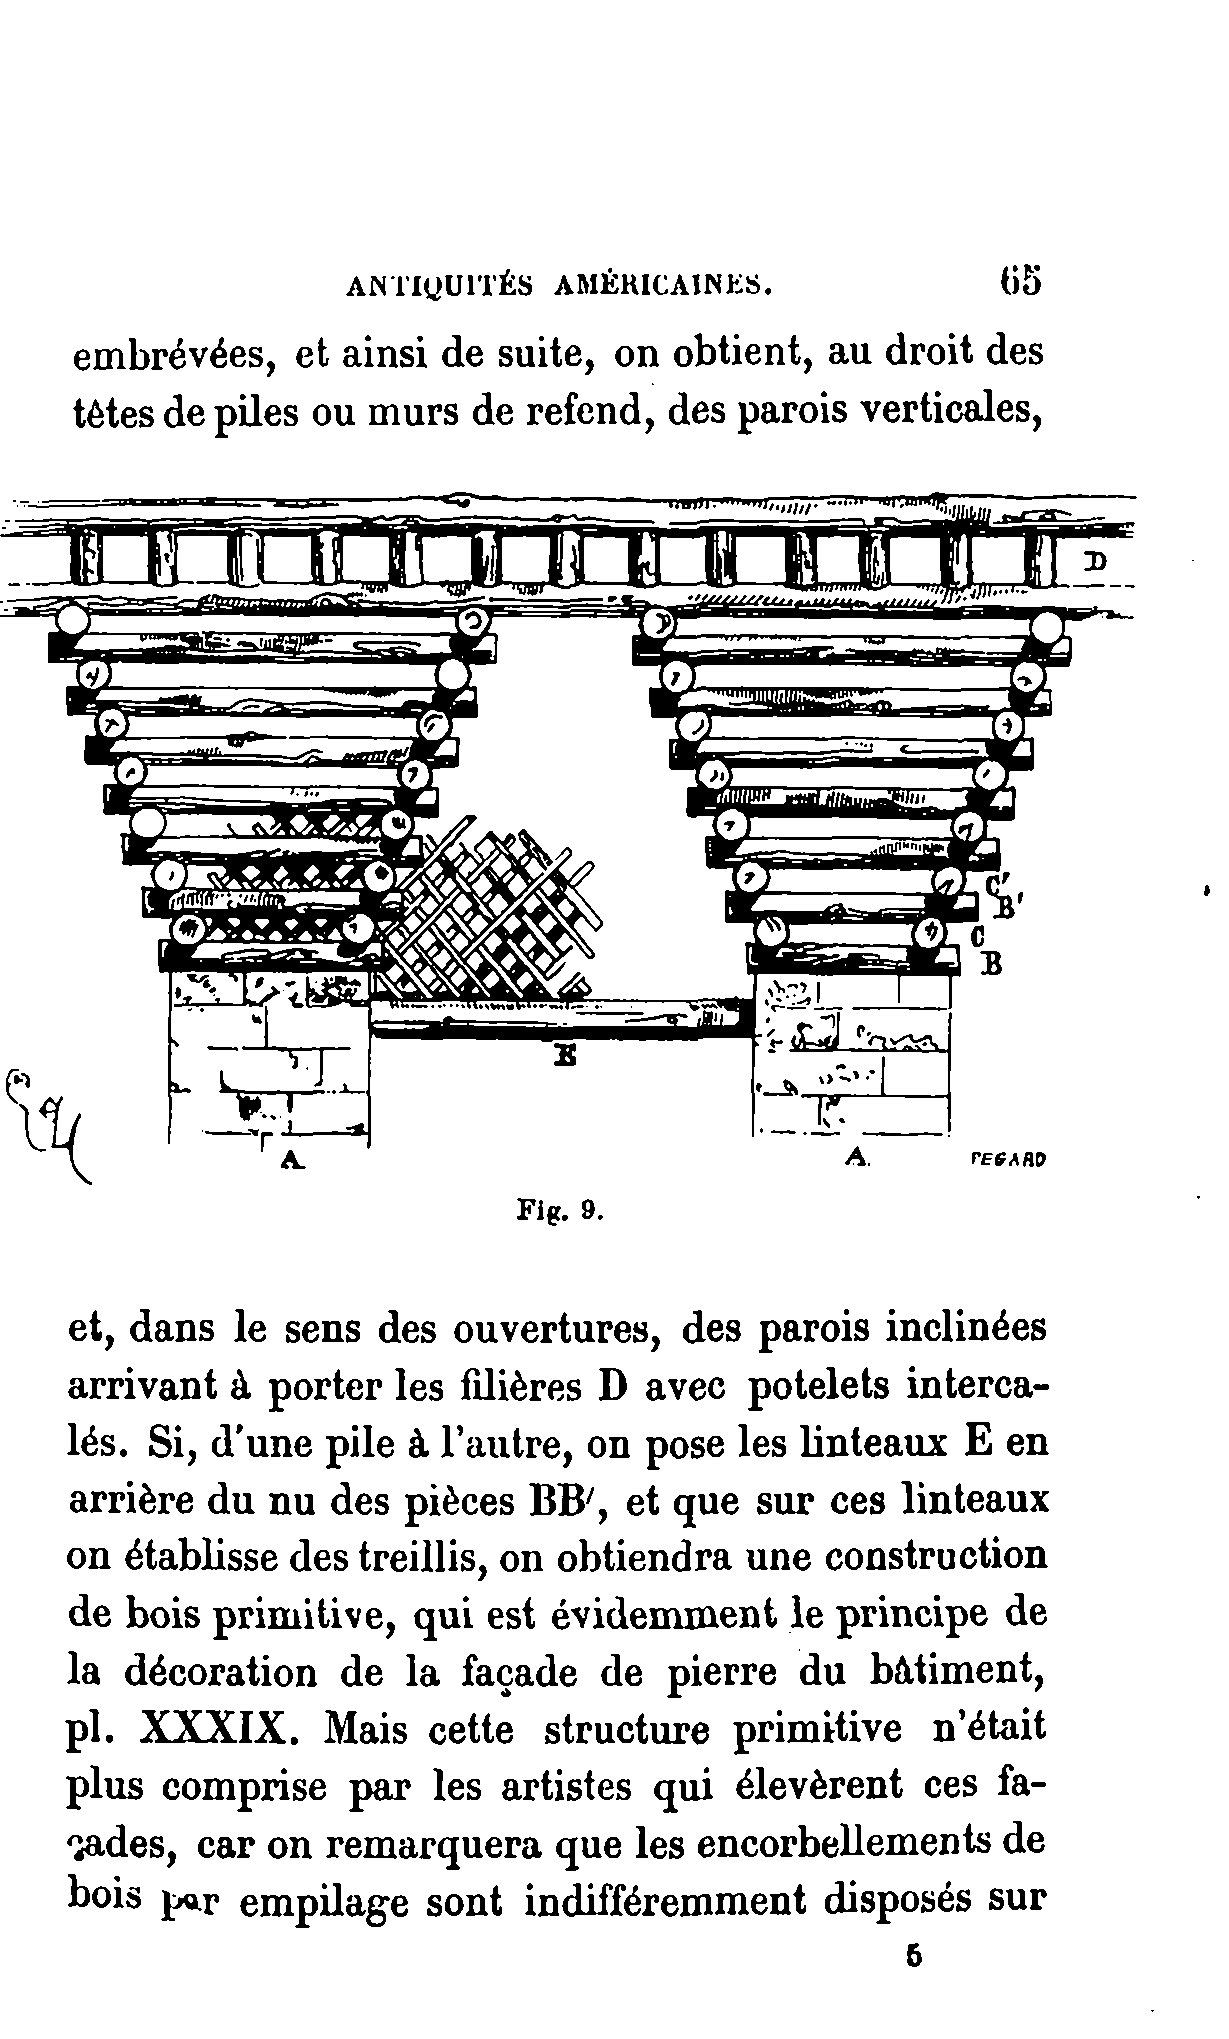 ANTIQUITÉS AMÉRICAINES. 65
embrévées, et ainsi de suite, on obtient, au droit des
têtes de piles ou murs de refend, des parois verticales,
D
C'
B'
C
B
E
A
A.
PEGARD
Fig. 9.
et, dans le sens des ouvertures, des parois inclinées
arrivant à porter les filières D avec potelets interca-
lés. Si, d'une pile à l'autre, on pose les linteaux E en
arrière du nu des pièces BB', et que sur ces linteaux
on établisse des treillis, on obtiendra une construction
de bois primitive, qui est évidemment le principe de
la décoration de la façade de pierre du bâtiment,
pl. XXXIX. Mais cette structure primitive n'était
plus comprise par les artistes qui élevèrent ces fa-
çades, car on remarquera que les encorbellements de
bois par empilage sont indifféremment disposés sur
5